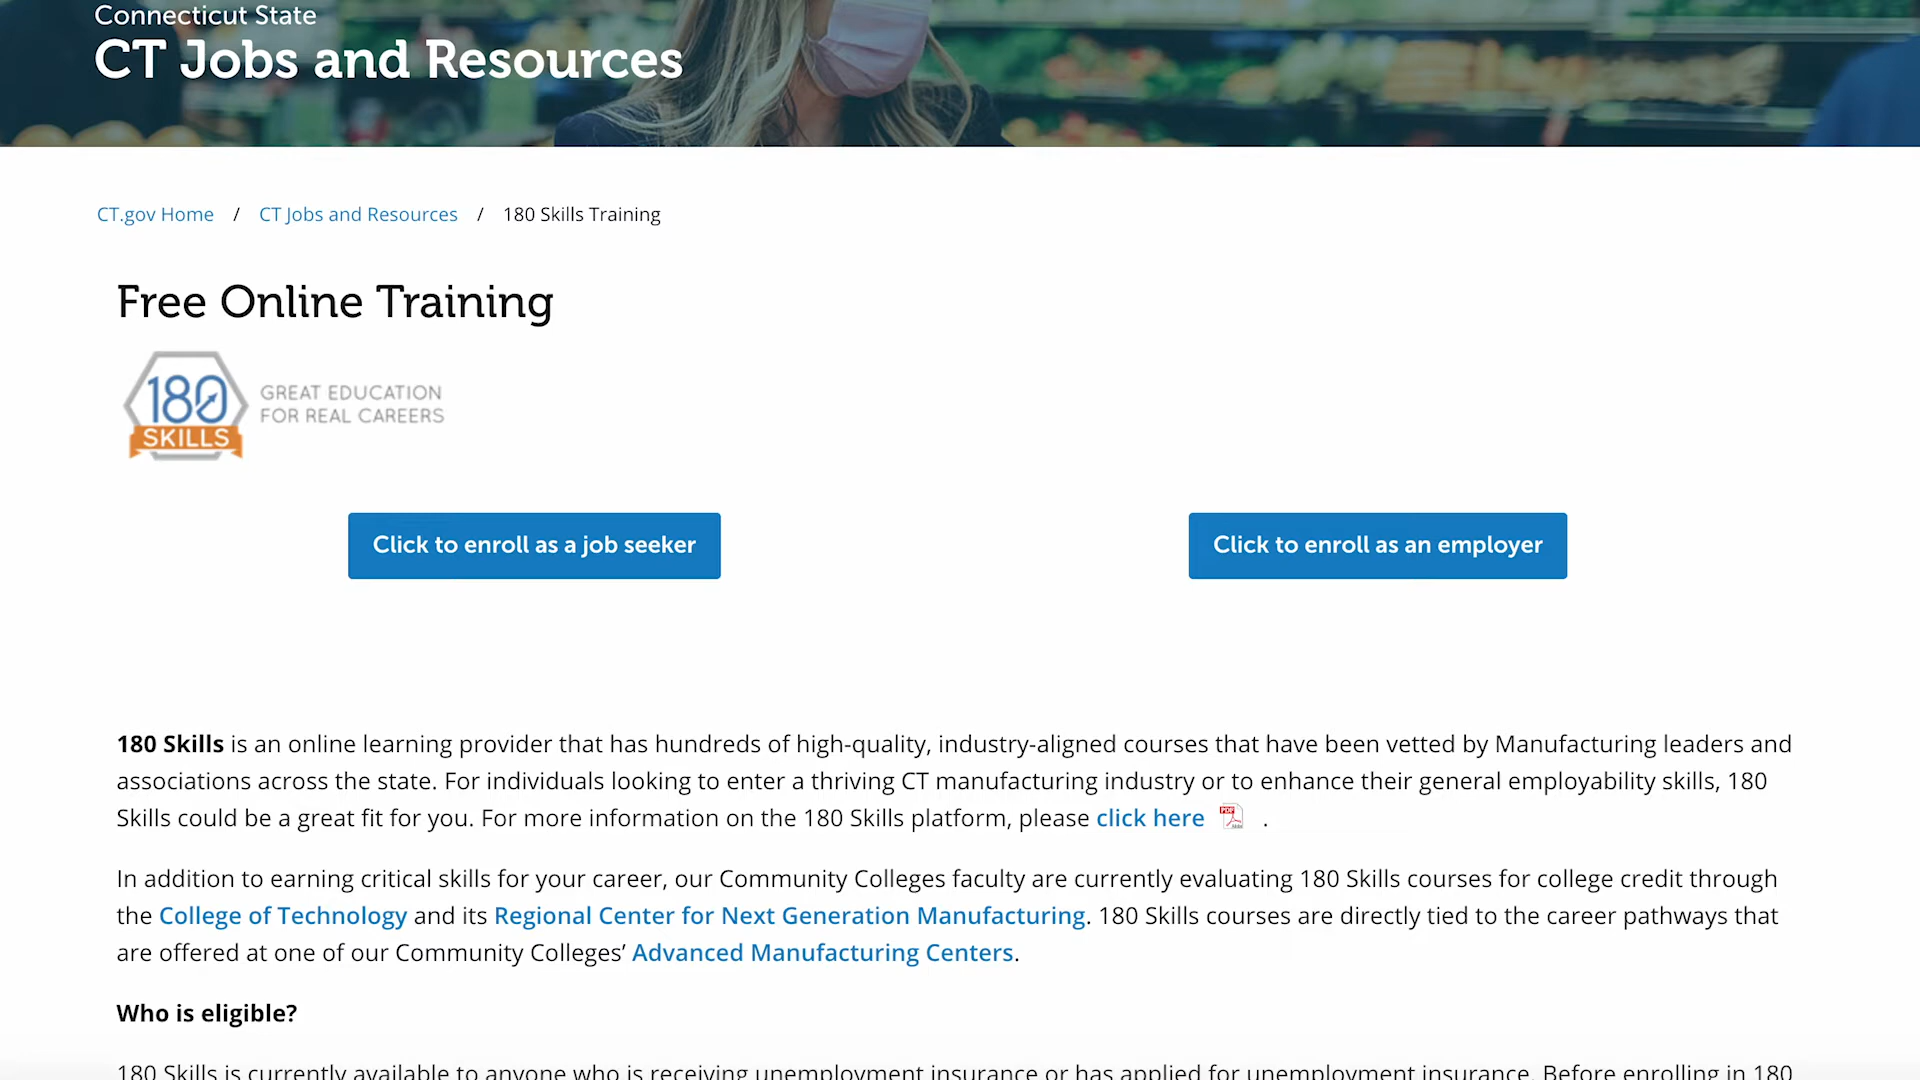 Connecticut State
CT Jobs and Resources
CT.gov Home / CT Jobs and Resources / 180 Skills Training
Free Online Training
180
SKILLS
GREAT EDUCATION
FOR REAL CAREERS
Click to enroll as a job seeker
Click to enroll as an employer
180 Skills is an online learning provider that has hundreds of high-quality, industry-aligned courses that have been vetted by Manufacturing leaders and
associations across the state. For individuals looking to enter a thriving CT manufacturing industry or to enhance their general employability skills, 180
Skills could be a great fit for you. For more information on the 180 Skills platform, please click here .
In addition to earning critical skills for your career, our Community Colleges faculty are currently evaluating 180 Skills courses for college credit through
the College of Technology and its Regional Center for Next Generation Manufacturing. 180 Skills courses are directly tied to the career pathways that
are offered at one of our Community Colleges’ Advanced Manufacturing Centers.
Who is eligible?
180 Skills is currently available to anyone who is receiving unemployment insurance or has applied for unemployment insurance. Before enrolling in 180